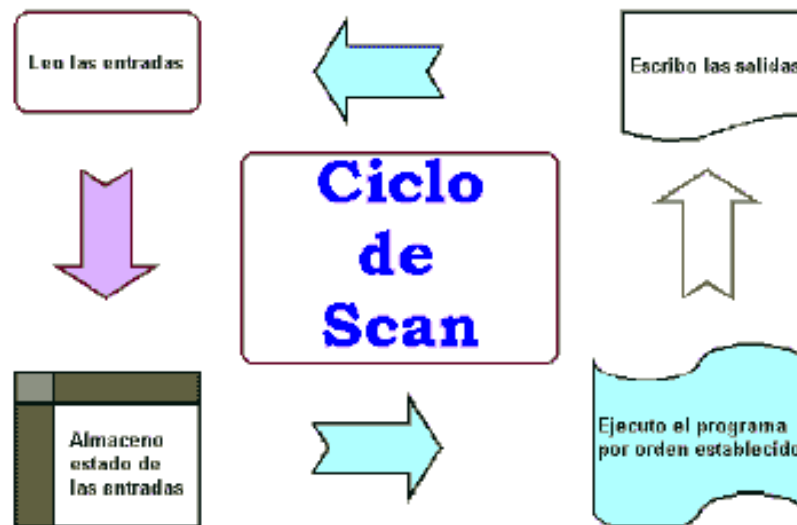 Leo las entradas
Escribo las salidas
Ciclo
de
Scan
Almaceno
estado de
las entradas
Ejecuto el programa
por orden establecido